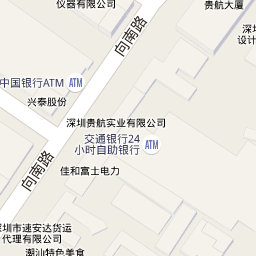 仪器有限公司
贵航大厦
向南路
深
设计
中国银行ATM
ATM
兴泰股份
深圳贵航实业有限公司
交通银行24
小时自助银行
ATM
向南路
佳和富士电力
深圳市速安达货运
代理有限公司
潮汕特色美食